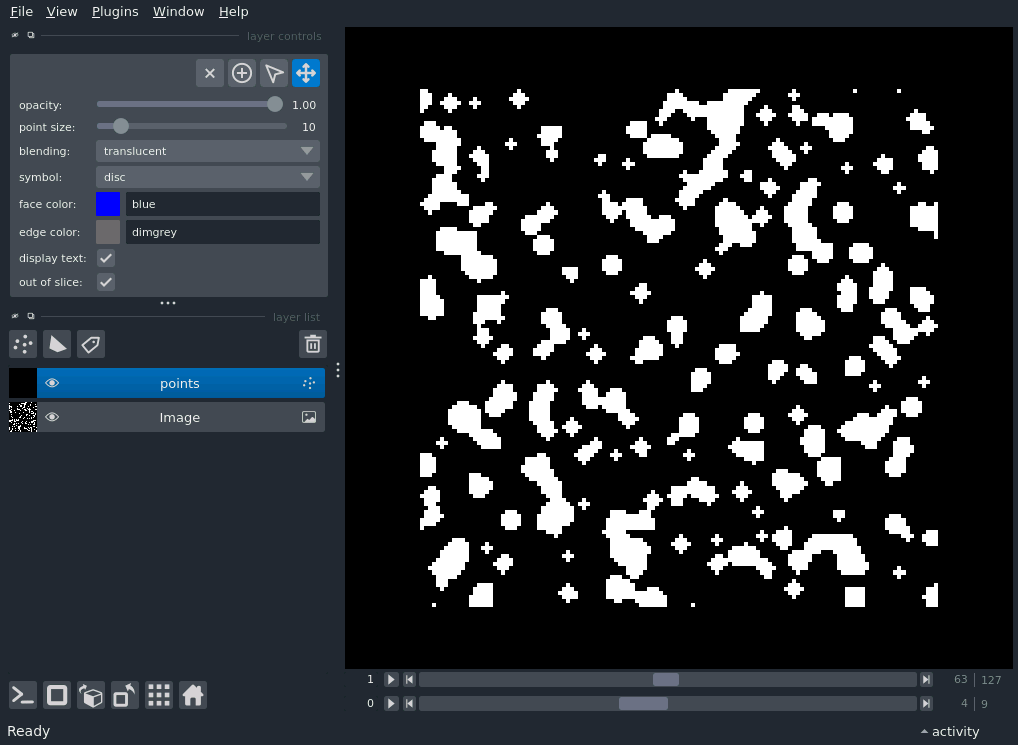 File View Plugins Window Help
layer controls
opacity: 1.00
point size: 10
blending: translucent
symbol: disc
face color: blue
edge color: dimgrey
display text:
out of slice:
layer list
points
Image
1 63 127
0 4 9
Ready activity